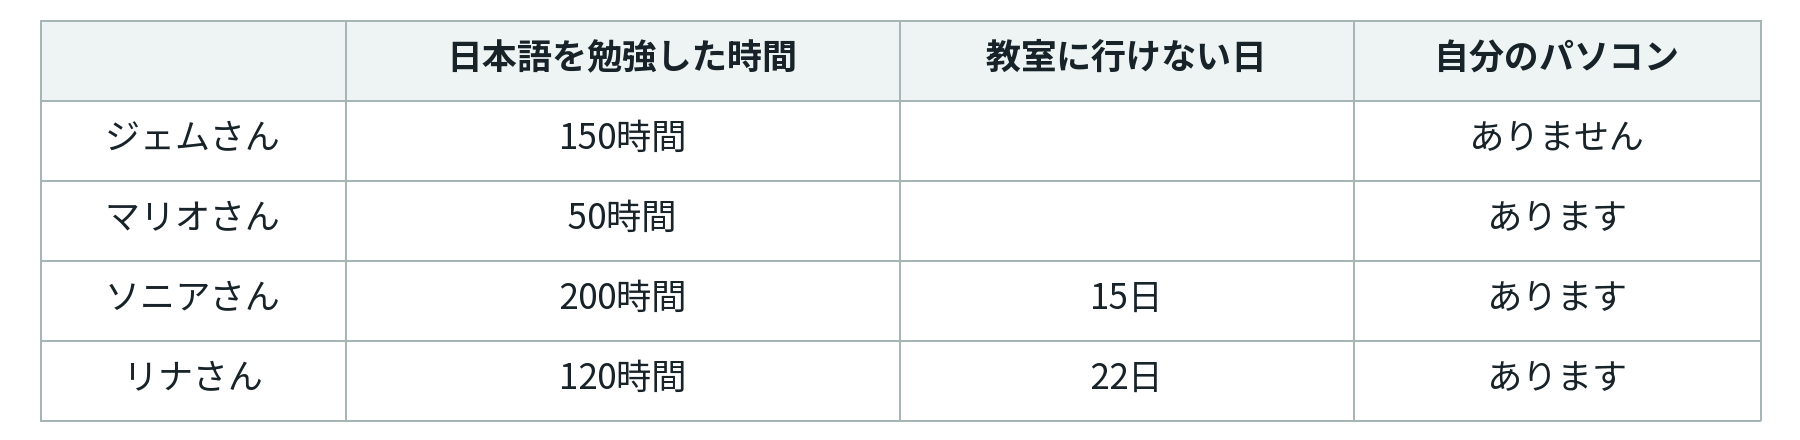 日本語を勉強した時間 教室に行けない日 自分のパソコン
ジェムさん 150時間 ありません
マリオさん 50時間 あります
ソニアさん 200時間 15日 あります
リナさん 120時間 22日 あります